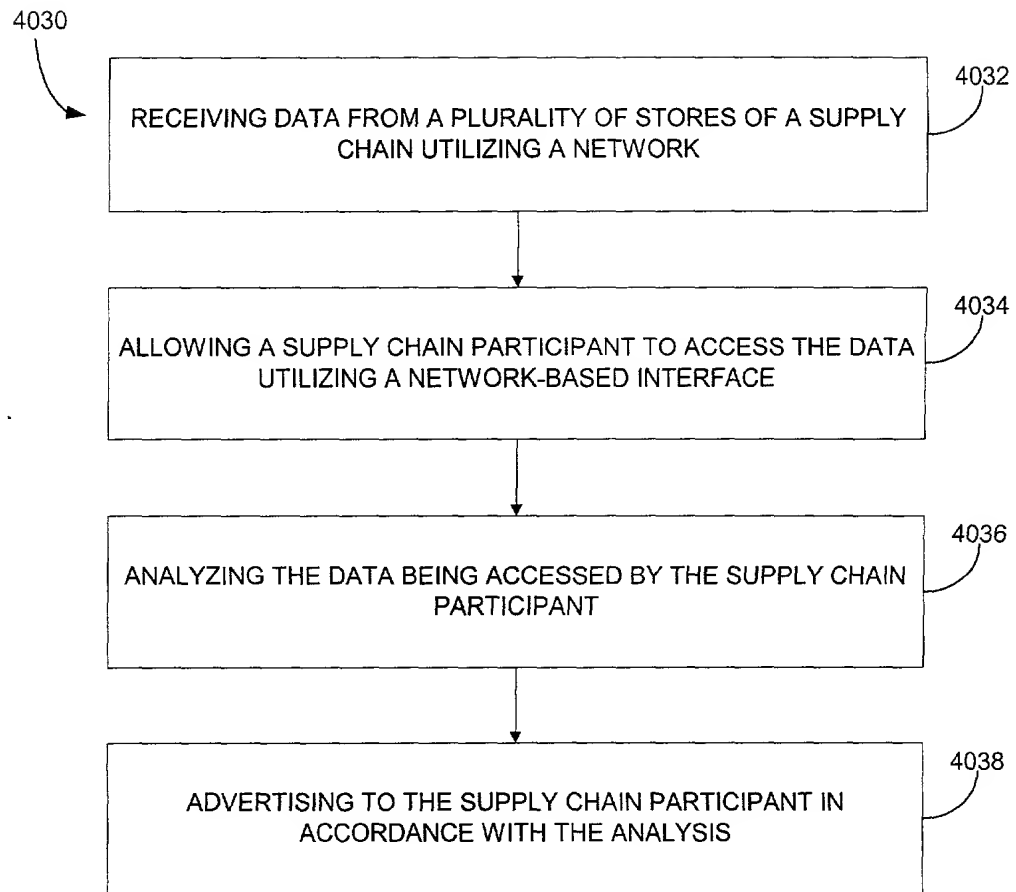 4030
4032
RECEIVING DATA FROM A PLURALITY OF STORES OF A SUPPLY
CHAIN UTILIZING A NETWORK
4034
ALLOWING A SUPPLY CHAIN PARTICIPANT TO ACCESS THE DATA
UTILIZING A NETWORK-BASED INTERFACE
4036
ANALYZING THE DATA BEING ACCESSED BY THE SUPPLY CHAIN
PARTICIPANT
4038
ADVERTISING TO THE SUPPLY CHAIN PARTICIPANT IN
ACCORDANCE WITH THE ANALYSIS